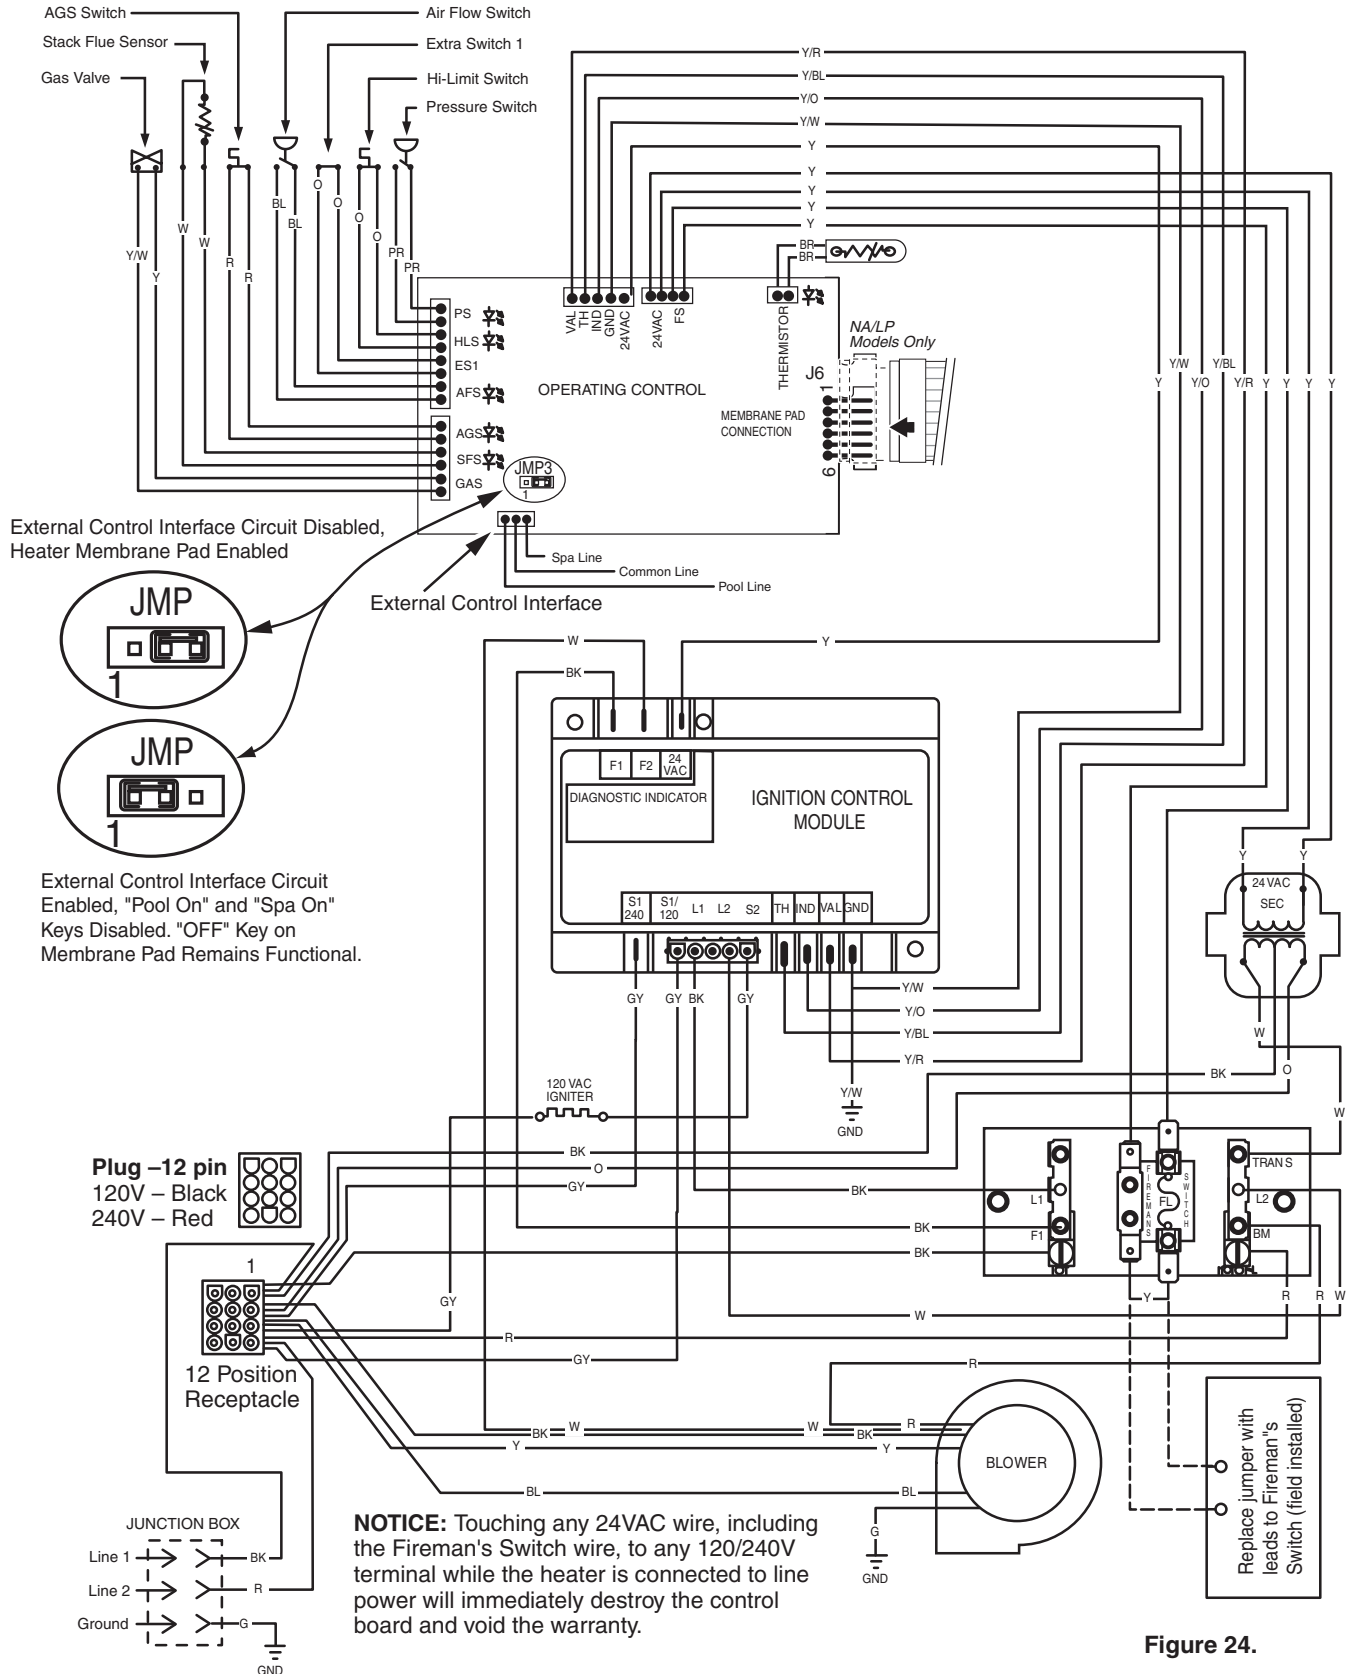 AGS Switch
Stack Flue Sensor
Gas Valve
Air Flow Switch
Extra Switch 1
Hi-Limit Switch
Pressure Switch
Y/R
Y/BL
Y/O
Y/W
Y
Y
Y
Y
Y
BR
BR
Y/W
Y
W
W
R
R
BL
BL
O
O
O
O
PR
PR
PS
HLS
ES1
AFS
AGS
SFS
GAS
VAL
TH
IND
GND
24VAC
24VAC
FS
THERMISTOR
OPERATING CONTROL
NA/LP
Models Only
J6
1
6
MEMBRANE PAD
CONNECTION
JMP3
1
Y
Y/W
Y/O
Y/BL
Y/R
Y
Y
Y
Y
External Control Interface Circuit Disabled,
Heater Membrane Pad Enabled
Spa Line
Common Line
Pool Line
External Control Interface
JMP
1
JMP
1
External Control Interface Circuit
Enabled, "Pool On" and "Spa On"
Keys Disabled. "OFF" Key on
Membrane Pad Remains Functional.
W
BK
Y
F1
F2
24
VAC
DIAGNOSTIC INDICATOR
IGNITION CONTROL
MODULE
S1
240
S1/
120
L1
L2
S2
TH
IND
VAL
GND
GY
GY
BK
GY
Y/W
Y/O
Y/BL
Y/R
Y/W
GND
Y
Y
24 VAC
SEC
W
BK
O
W
120 VAC
IGNITER
BK
O
GY
BK
BK
BK
Plug –12 pin
120V – Black
240V – Red
1
12 Position
Receptacle
GY
R
GY
W
L1
F1
FIREMANS
FL
SWITCH
TRANS
L2
BM
Y
R
R
W
R
W
BK
Y
BL
W
BK
Y
BL
R
G
GND
BLOWER
Replace jumper with
leads to Fireman"s
Switch (field installed)
JUNCTION BOX
Line 1
BK
Line 2
R
Ground
G
GND
NOTICE: Touching any 24VAC wire, including
the Fireman's Switch wire, to any 120/240V
terminal while the heater is connected to line
power will immediately destroy the control
board and void the warranty.
Figure 24.